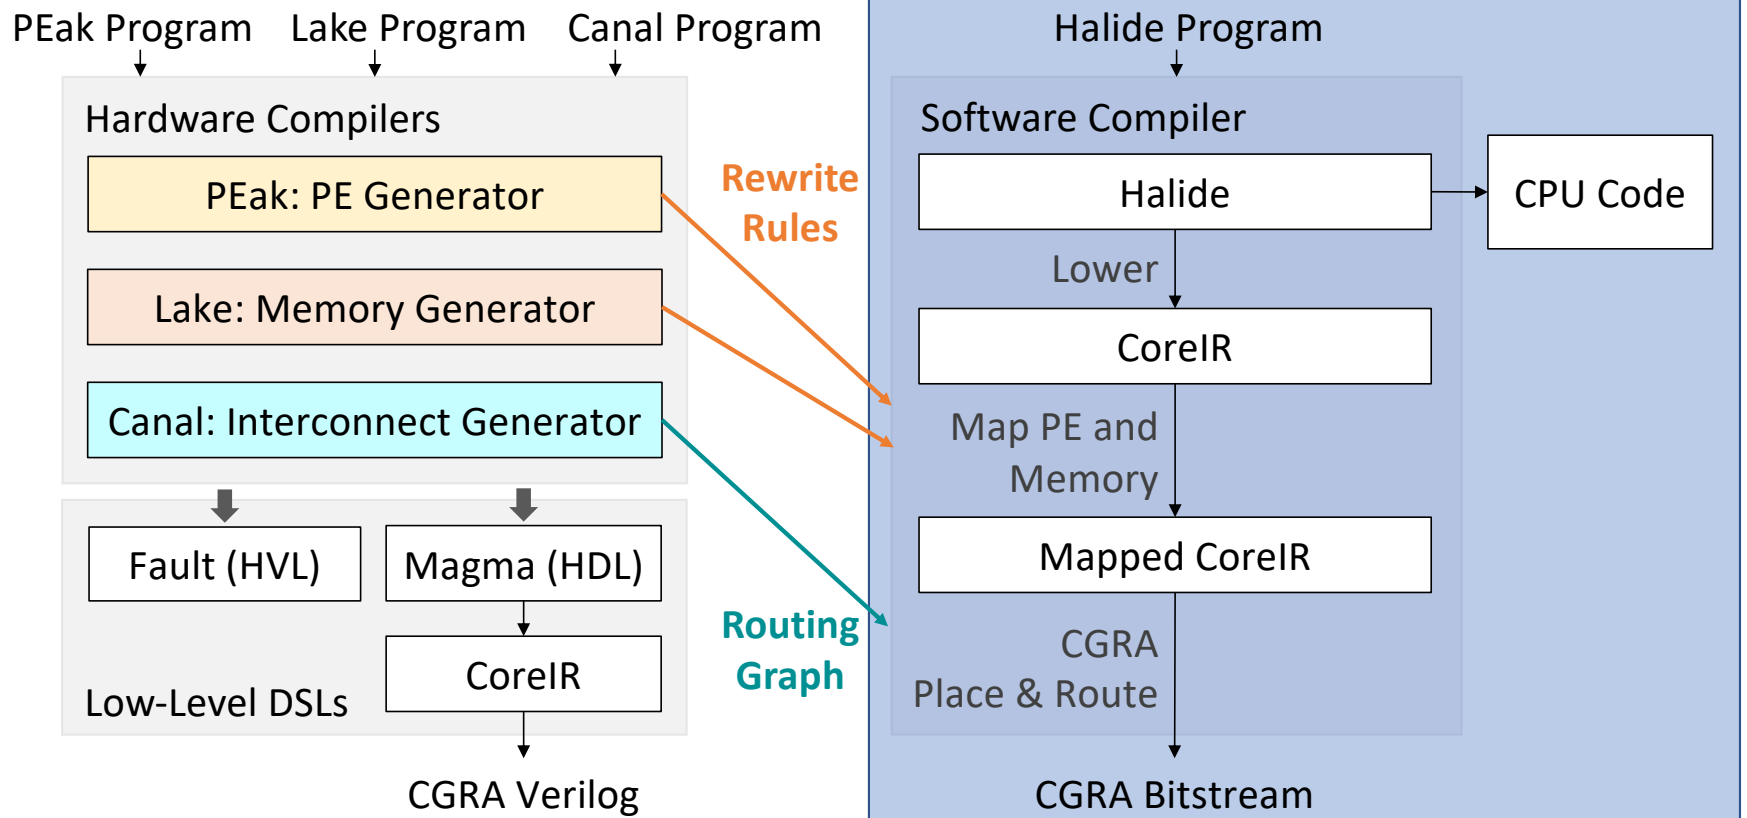 PEak Program
Lake Program
Canal Program
Hardware Compilers
PEak: PE Generator
Lake: Memory Generator
Canal: Interconnect Generator
Fault (HVL)
Magma (HDL)
CoreIR
Low-Level DSLs
CGRA Verilog
Rewrite
Rules
Routing
Graph
Halide Program
Software Compiler
Halide
CPU Code
Lower
CoreIR
Map PE and
Memory
Mapped CoreIR
CGRA
Place & Route
CGRA Bitstream